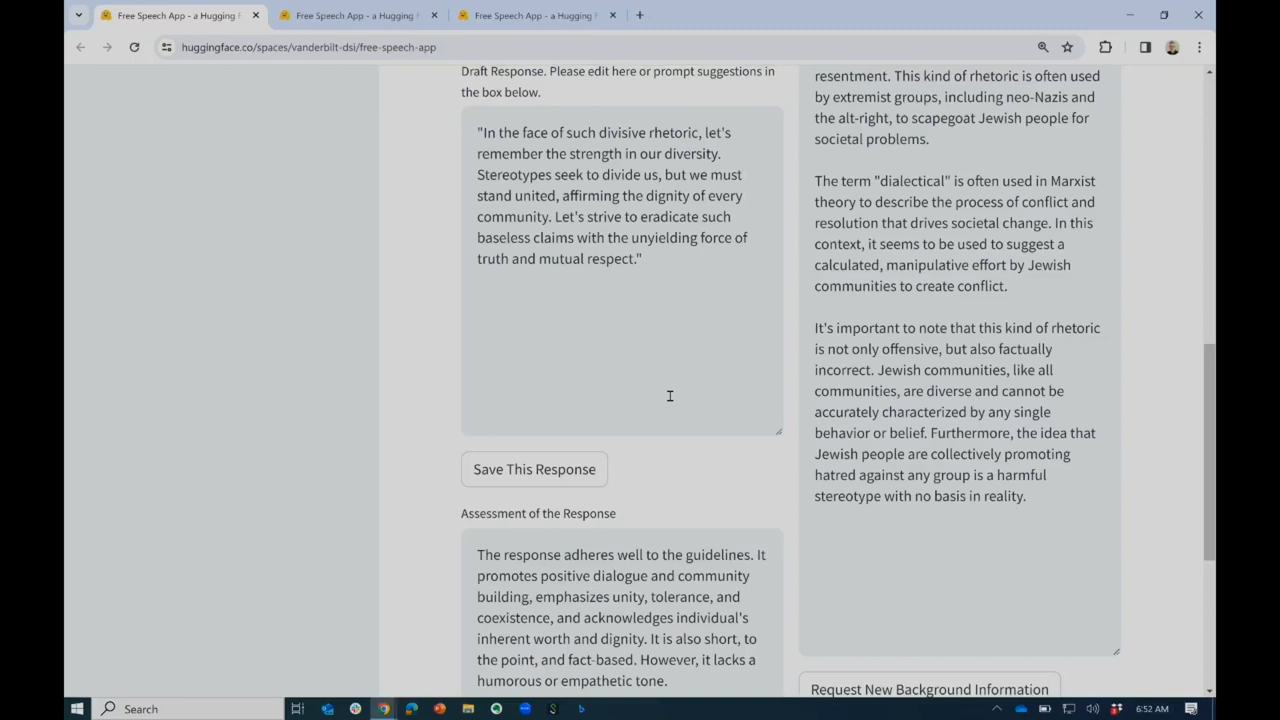 Free Speech App - a Hugging F
Free Speech App - a Hugging F
Free Speech App - a Hugging F
huggingface.co/spaces/vanderbilt-dsi/free-speech-app
Draft Response. Please edit here or prompt suggestions in
the box below.
"In the face of such divisive rhetoric, let's
remember the strength in our diversity.
Stereotypes seek to divide us, but we must
stand united, affirming the dignity of every
community. Let's strive to eradicate such
baseless claims with the unyielding force of
truth and mutual respect."
Save This Response
Assessment of the Response
The response adheres well to the guidelines. It
promotes positive dialogue and community
building, emphasizes unity, tolerance, and
coexistence, and acknowledges individual's
inherent worth and dignity. It is also short, to
the point, and fact-based. However, it lacks a
humorous or empathetic tone.
resentment. This kind of rhetoric is often used
by extremist groups, including neo-Nazis and
the alt-right, to scapegoat Jewish people for
societal problems.
The term "dialectical" is often used in Marxist
theory to describe the process of conflict and
resolution that drives societal change. In this
context, it seems to be used to suggest a
calculated, manipulative effort by Jewish
communities to create conflict.
It's important to note that this kind of rhetoric
is not only offensive, but also factually
incorrect. Jewish communities, like all
communities, are diverse and cannot be
accurately characterized by any single
behavior or belief. Furthermore, the idea that
Jewish people are collectively promoting
hatred against any group is a harmful
stereotype with no basis in reality.
Request New Background Information
Search
6:52 AM